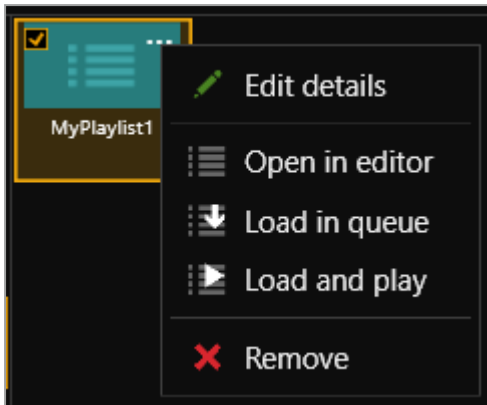 MyPlaylist1
Edit details
Open in editor
Load in queue
Load and play
Remove